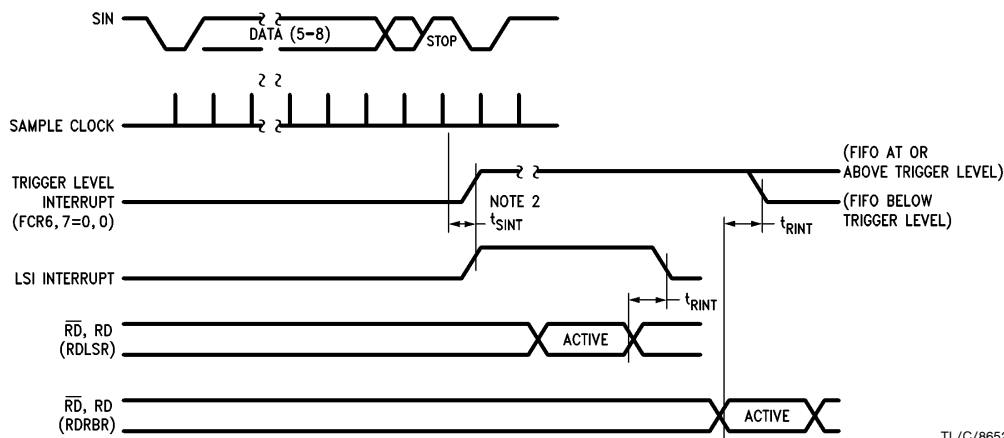 SIN
DATA (5-8)
STOP
SAMPLE CLOCK
TRIGGER LEVEL
INTERRUPT
(FCR6, 7=0, 0)
NOTE 2
tSINT
(FIFO AT OR
ABOVE TRIGGER LEVEL)
(FIFO BELOW
TRIGGER LEVEL)
tRINT
LSI INTERRUPT
tRINT
RD, RD
(RDLSR)
ACTIVE
RD, RD
(RDRBR)
ACTIVE